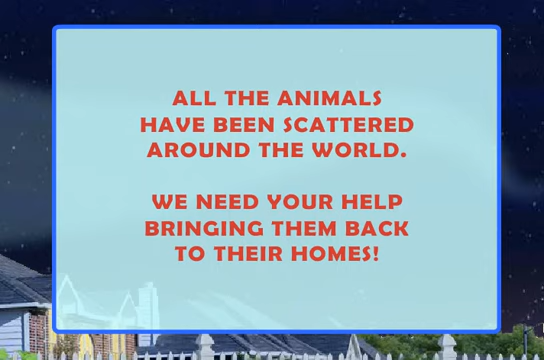 ALL THE ANIMALS
HAVE BEEN SCATTERED
AROUND THE WORLD.
WE NEED YOUR HELP
BRINGING THEM BACK
TO THEIR HOMES!